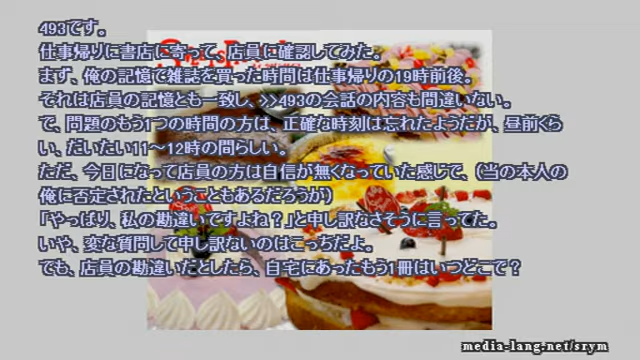 493です。
仕事帰りに書店に寄って、店員に確認してみた。
まず、俺の記憶で雑誌を買った時間は仕事帰りの19時前後。
それは店員の記憶とも一致し、>>493の会話の内容も間違いない。
で、問題のもう1つの時間の方は、正確な時刻は忘れたようだが、昼前くら
い、だいたい11～12時の間らしい。
ただ、今日になって店員の方は自信が無くなっていた感じで、（当の本人の
俺に否定されたということもあるだろうが）
「やっぱり、私の勘違いですよね？」と申し訳なさそうに言ってた。
いや、変な質問して申し訳ないのはこっちだよ。
でも、店員の勘違いだとしたら、自宅にあったもう1冊はいつどこで？
media-lang.net/srym